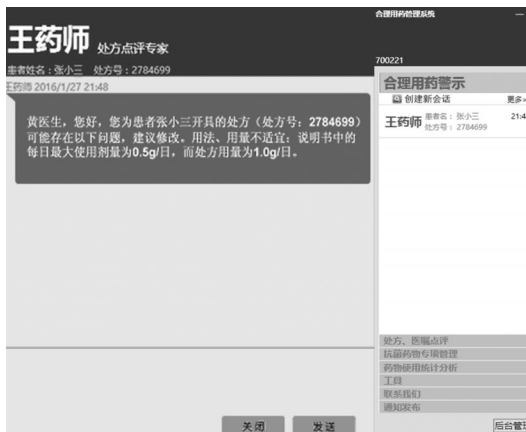 合理用药管理系统
王药师 处方点评专家
700221
患者姓名：张小三 处方号：2784699
王药师 2016/1/27 21:48
合理用药警示
创建新会话 更多
黄医生，您好，您为患者张小三开具的处方（处方号：2784699）
可能存在以下问题，建议修改。用法、用量不适宜：说明书中的
每日最大使用剂量为0.5g/日，而处方用量为1.0g/日。
王药师 患者名：张小三 21:4
处方号：2784699
处方、医嘱点评
抗菌药物专项管理
药物使用统计分析
工具
联系我们
通知发布
关闭 发送
后台管理